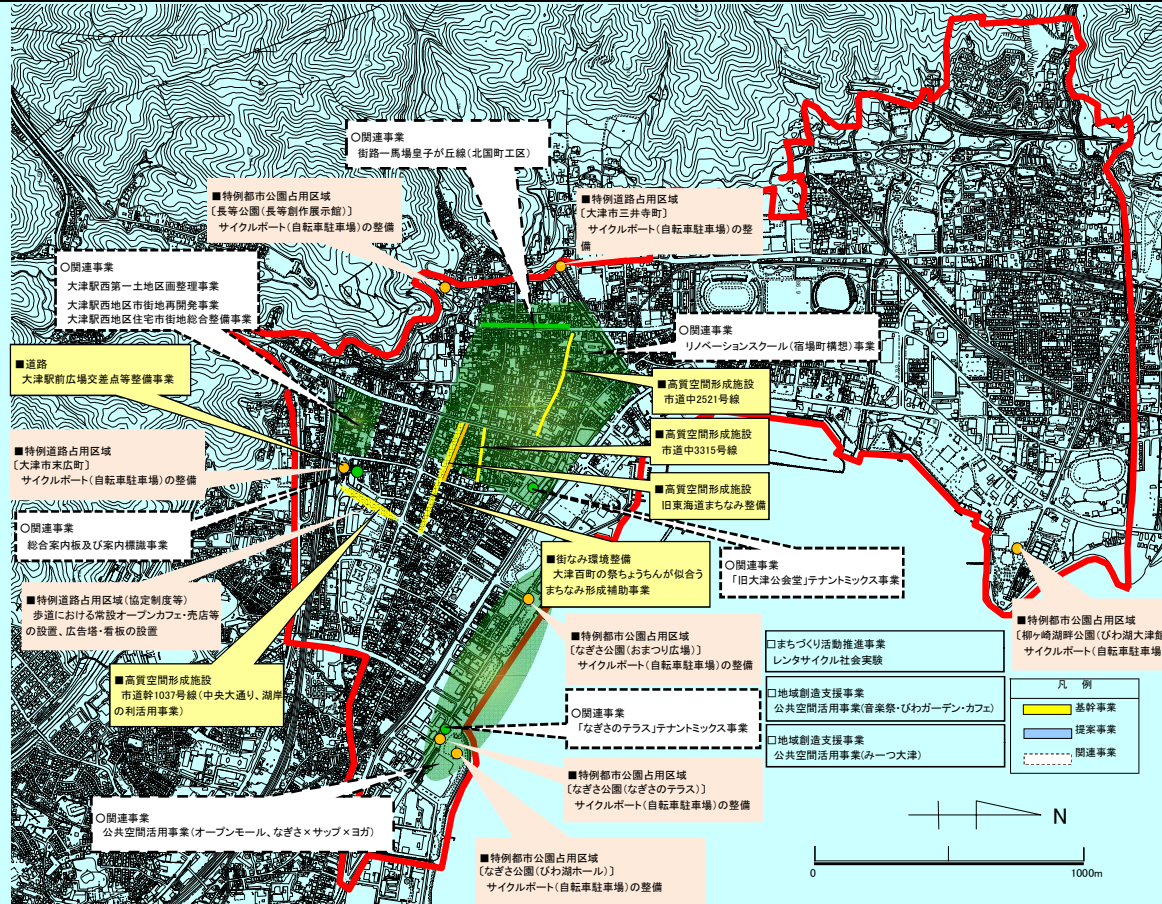 ○関連事業
街路－馬場皇子が丘線(北国町工区)
■特例都市公園占用区域
〔長等公園(長等創作展示館)〕
サイクルポート(自転車駐車場)の整備
■特例道路占用区域
〔大津市三井寺町〕
サイクルポート(自転車駐車場)の整
備
○関連事業
大津駅西第一土地区画整理事業
大津駅西地区市街地再開発事業
大津駅西地区住宅市街地総合整備事業
○関連事業
リノベーションスクール(宿場町構想)事業
■道路
大津駅前広場交差点等整備事業
■高質空間形成施設
市道中2521号線
■高質空間形成施設
市道中3315号線
■特例道路占用区域
〔大津市末広町〕
サイクルポート(自転車駐車場)の整備
■高質空間形成施設
旧東海道まちなみ整備
○関連事業
総合案内板及び案内標識事業
■街なみ環境整備
大津百町の祭ちょうちんが似合う
まちなみ形成補助事業
○関連事業
「旧大津公会堂」テナントミックス事業
■特例道路占用区域(協定制度等)
歩道における常設オープンカフェ・売店等
の設置、広告塔・看板の設置
■特例都市公園占用区域
〔なぎさ公園(おまつり広場)〕
サイクルポート(自転車駐車場)の整備
■特例都市公園占用区域
〔柳ヶ崎湖畔公園(びわ湖大津館
サイクルポート(自転車駐車場
□まちづくり活動推進事業
レンタサイクル社会実験
■高質空間形成施設
市道幹1037号線(中央大通り、湖岸
の利活用事業)
□地域創造支援事業
公共空間活用事業(音楽祭・びわガーデン・カフェ)
凡 例
基幹事業
提案事業
関連事業
○関連事業
「なぎさのテラス」テナントミックス事業
□地域創造支援事業
公共空間活用事業(みーつ大津)
■特例都市公園占用区域
〔なぎさ公園(なぎさのテラス)〕
サイクルポート(自転車駐車場)の整備
○関連事業
公共空間活用事業(オープンモール、なぎさ×サップ×ヨガ)
N
■特例都市公園占用区域
〔なぎさ公園(びわ湖ホール)〕
サイクルポート(自転車駐車場)の整備
0
1000m